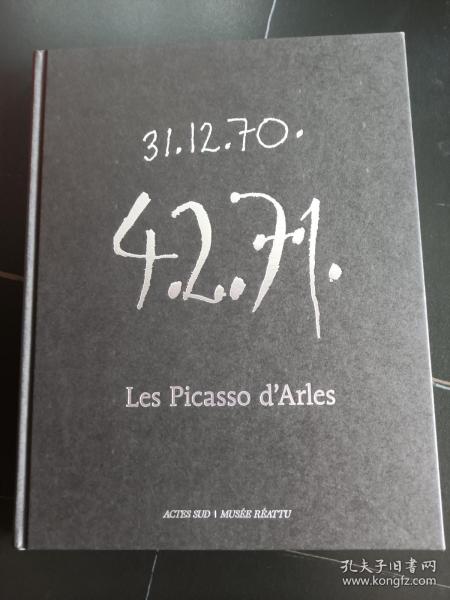 31.12.70.
4.2.71.
Les Picasso d'Arles
ACTES SUD | MUSÉE RÉATTU
孔夫子旧书网
www.kongfz.com